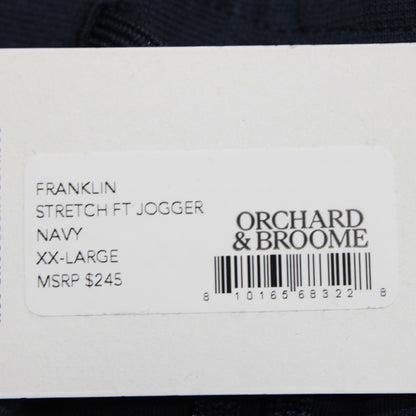 FRANKLIN
STRETCH FT JOGGER
NAVY
XX-LARGE
MSRP $245
ORCHARD
& BROOME
8 10165 68322 8